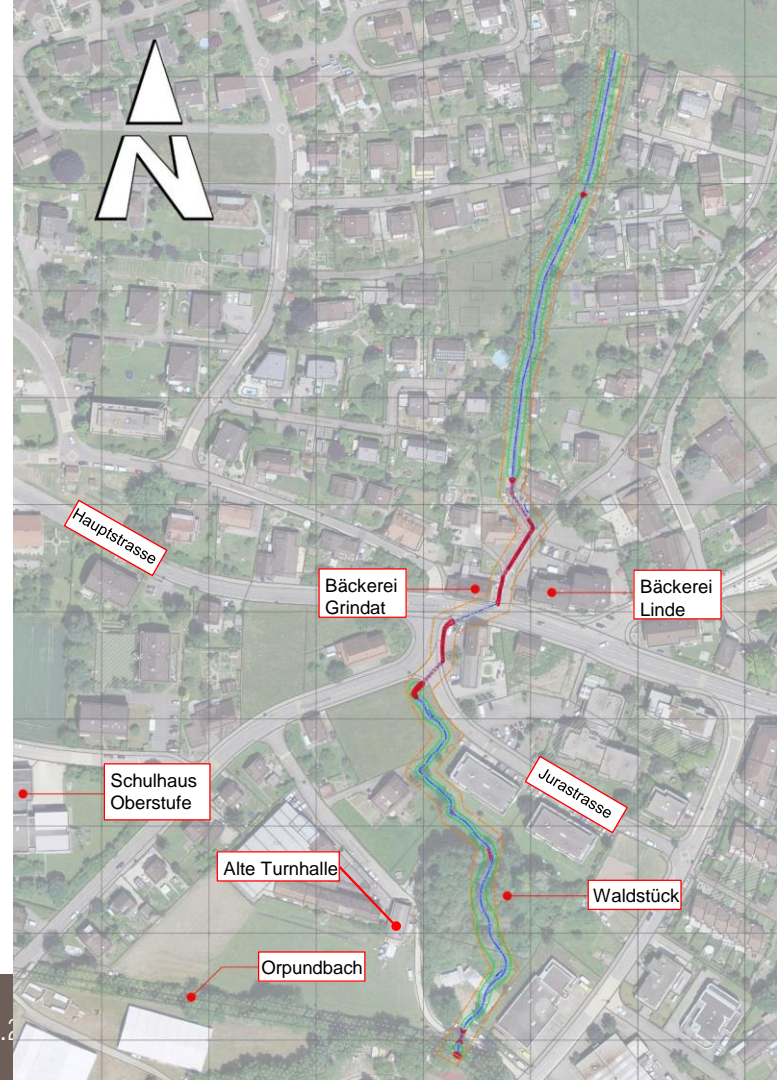 N
Hauptstrasse
Bäckerei
Grindat
Bäckerei
Linde
Schulhaus
Oberstufe
Jurastrasse
Alte Turnhalle
Waldstück
Orpundbach